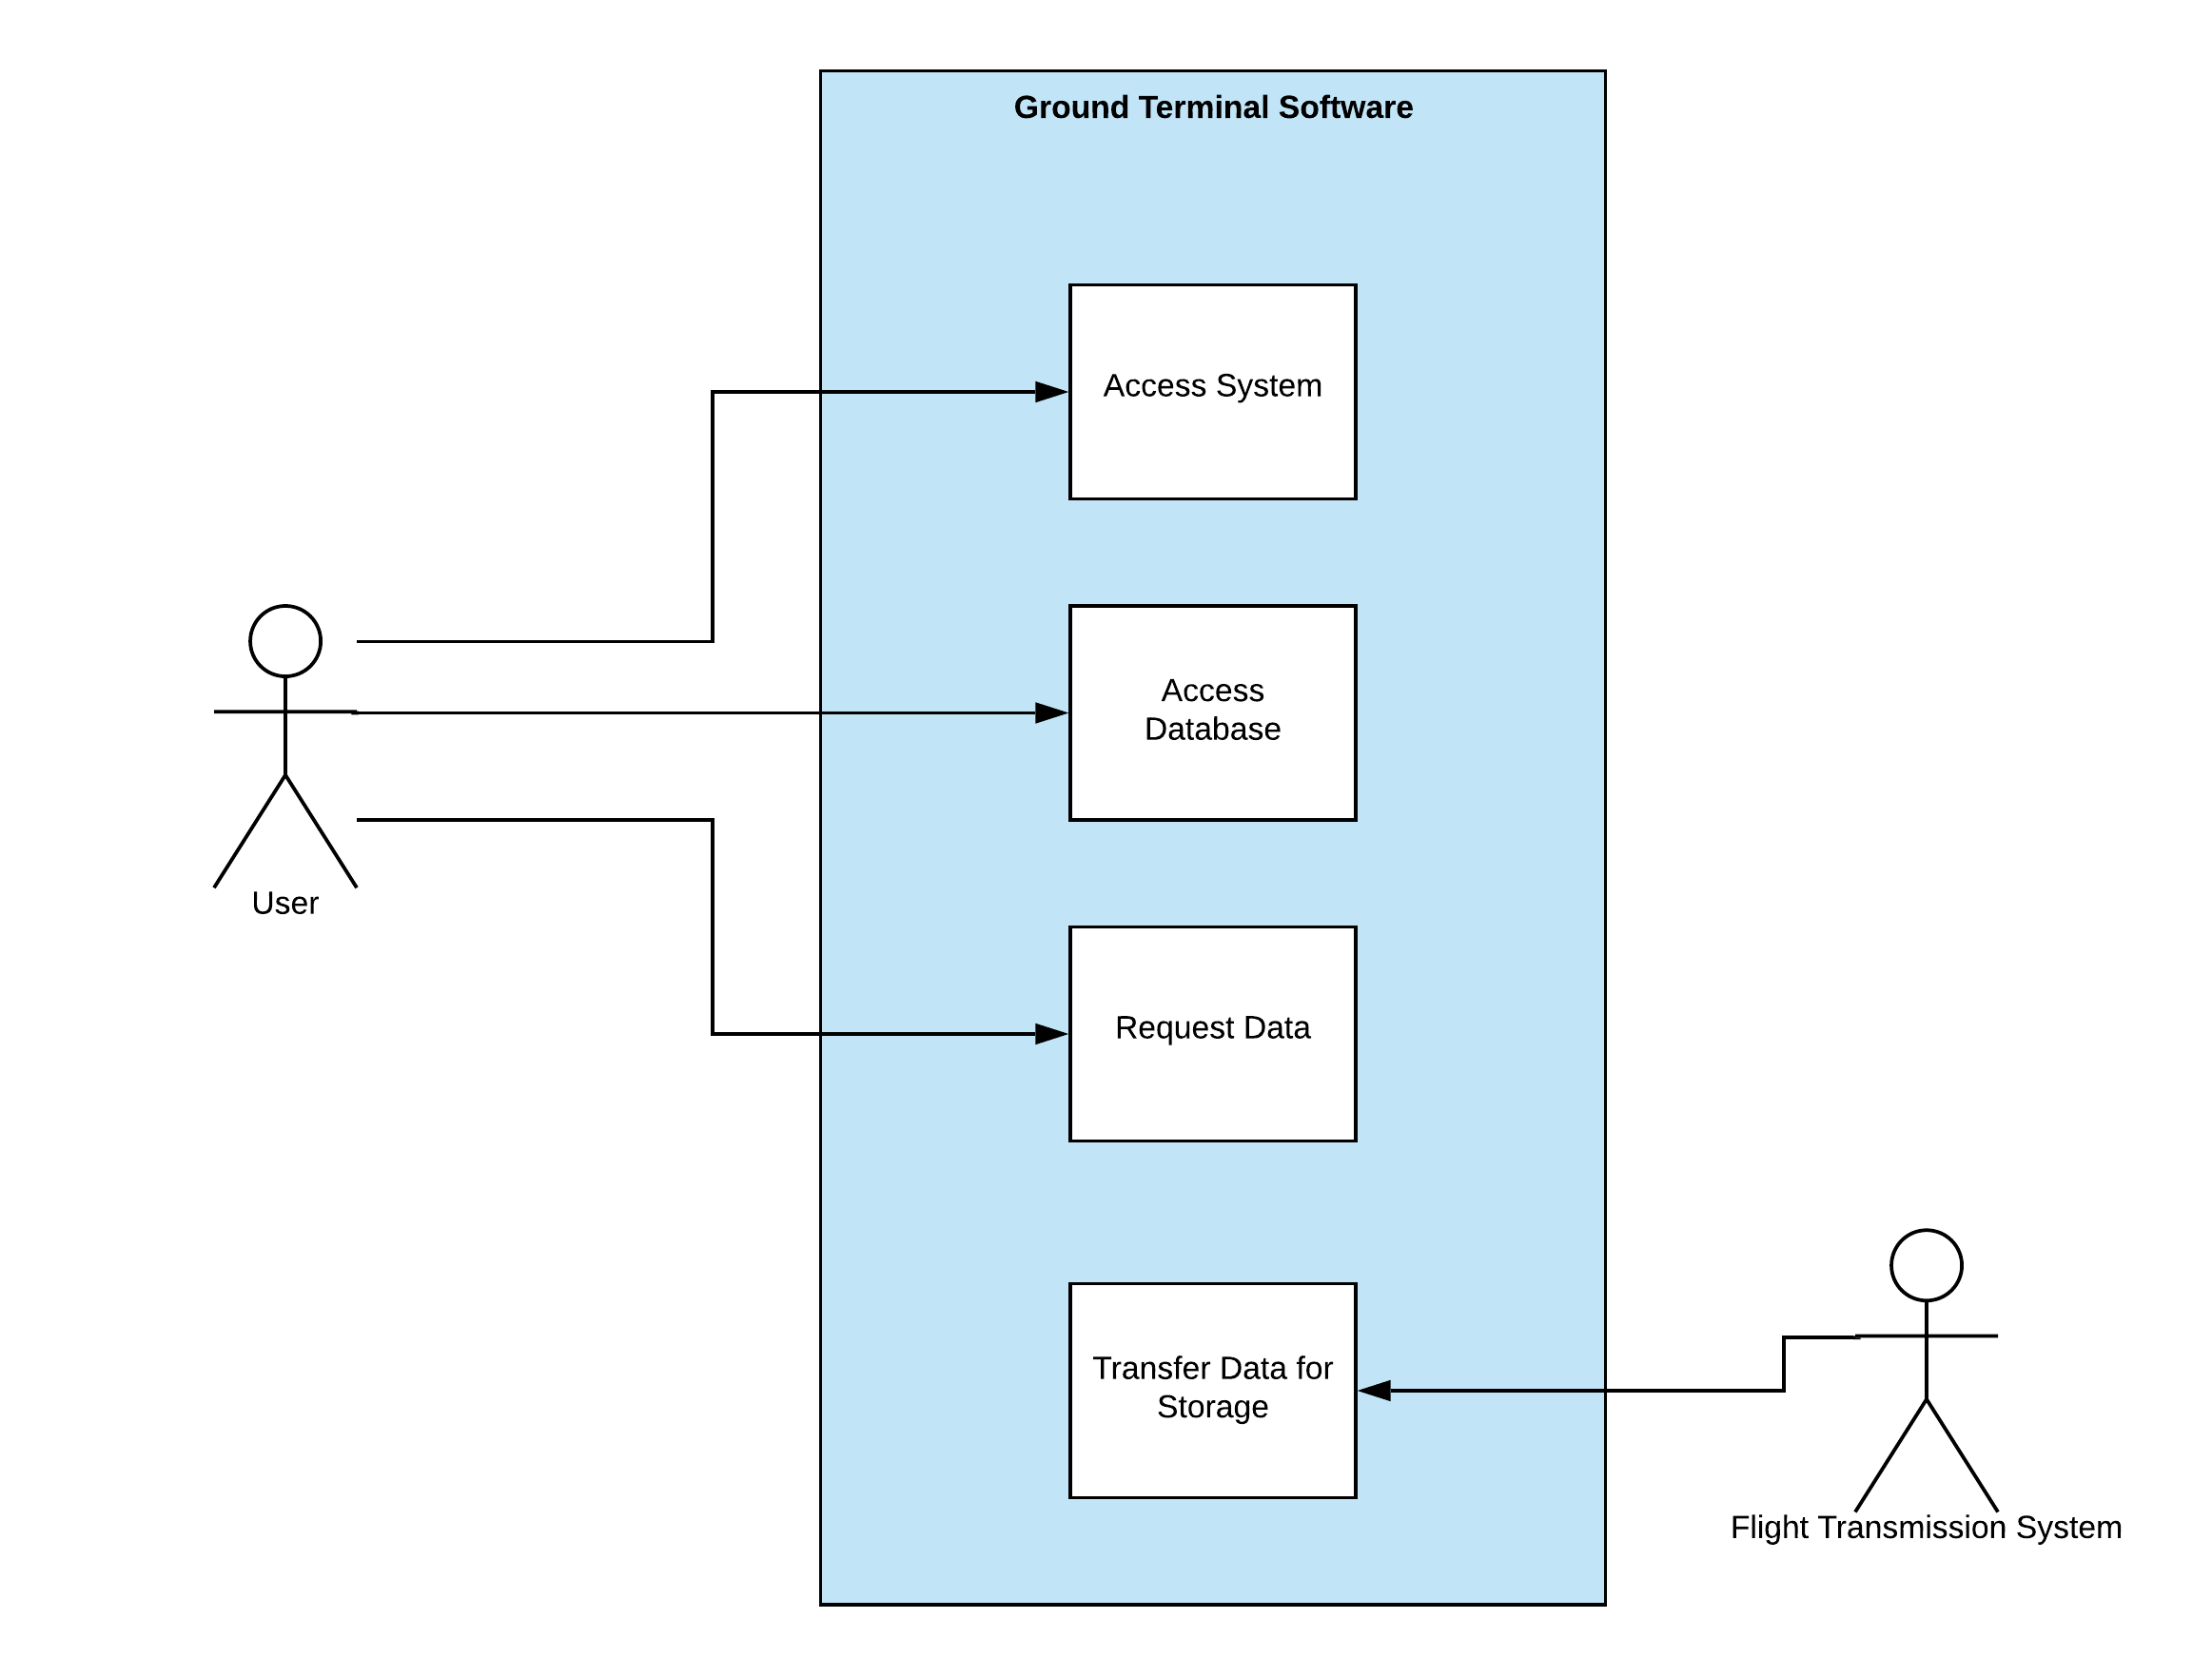 Ground Terminal Software
Access System
Access
Database
User
Request Data
Transfer Data for
Storage
Flight Transmission System